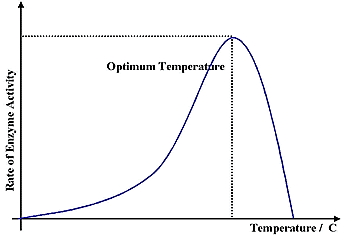 Optimum Temperature
Rate of Enzyme Activity
Temperature / C